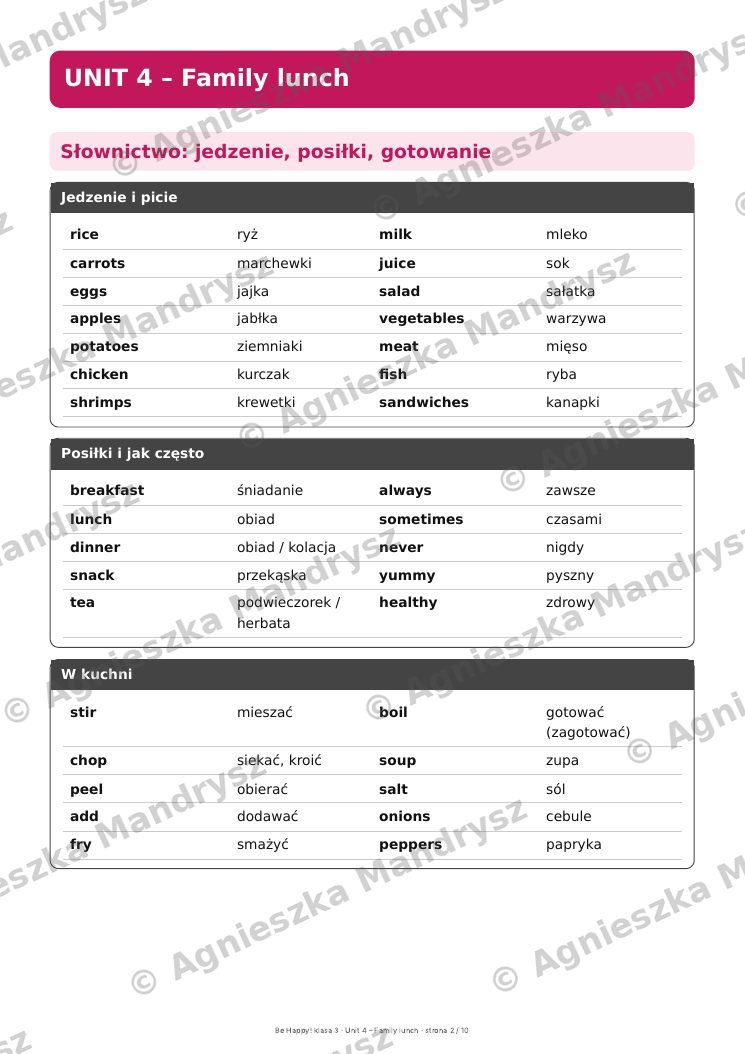 UNIT 4 – Family lunch
Słownictwo: jedzenie, posiłki, gotowanie
Jedzenie i picie
rice ryż milk mleko
carrots marchewki juice sok
eggs jajka salad sałatka
apples jabłka vegetables warzywa
potatoes ziemniaki meat mięso
chicken kurczak fish ryba
shrimps krewetki sandwiches kanapki
Posiłki i jak często
breakfast śniadanie always zawsze
lunch obiad sometimes czasami
dinner obiad / kolacja never nigdy
snack przekąska yummy pyszny
tea podwieczorek / healthy zdrowy
herbata
W kuchni
stir mieszać boil gotować
(zagotować)
chop siekać, kroić soup zupa
peel obierać salt sól
add dodawać onions cebule
fry smażyć peppers papryka
© Agnieszka Mandrysz
Be Happy! klasa 3 · Unit 4 – Family lunch · strona 2 / 10